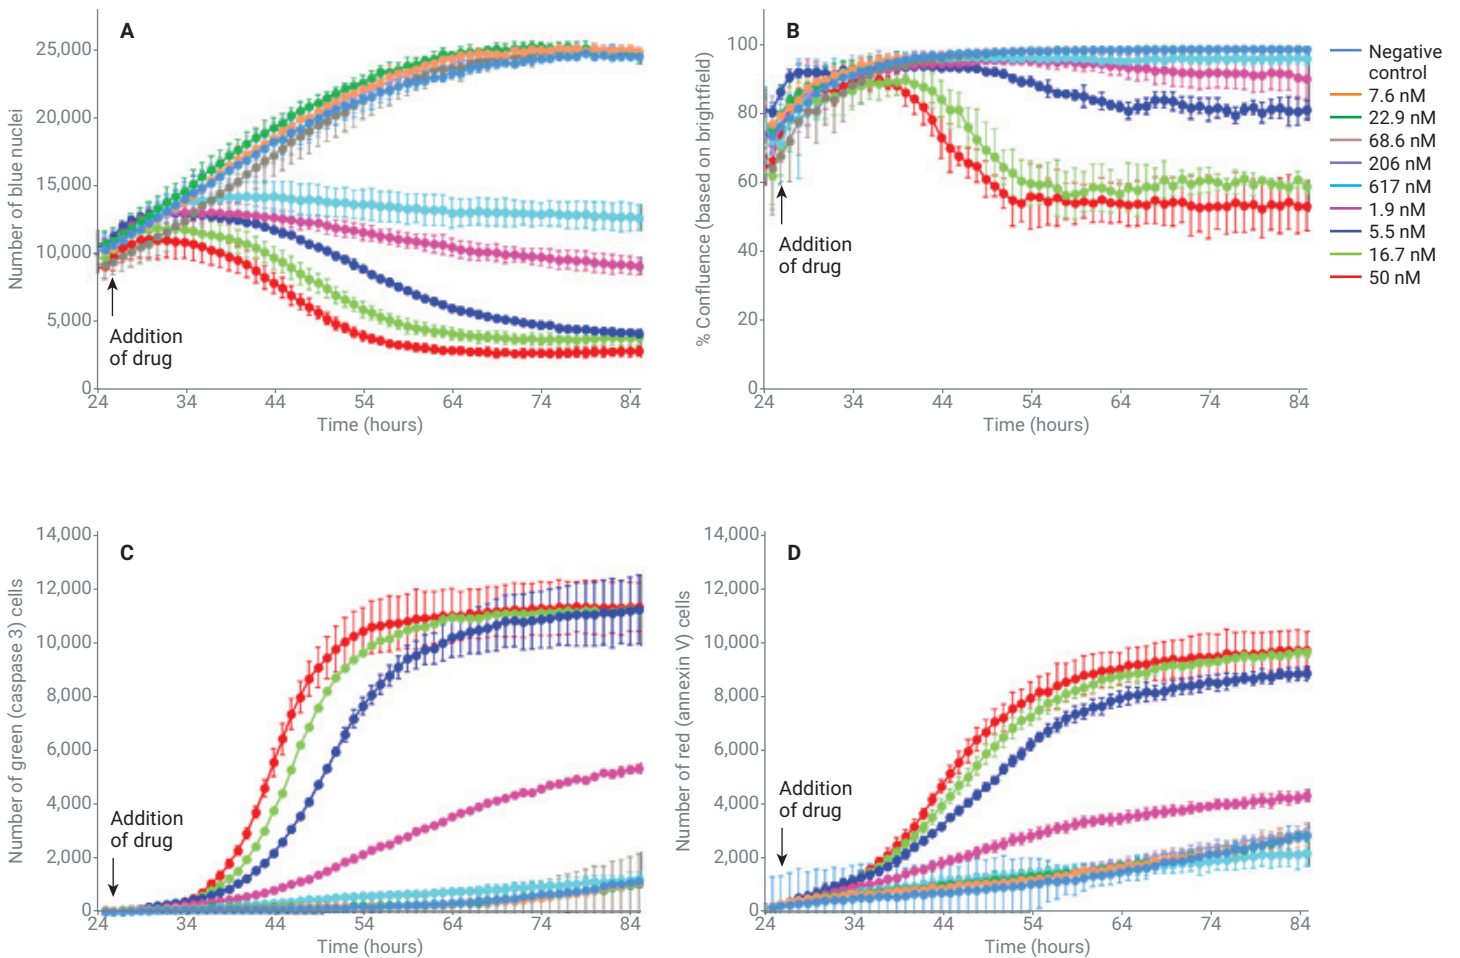 A
Number of blue nuclei
25,000
20,000
15,000
10,000
5,000
0
Addition
of drug
24 34 44 54 64 74 84
Time (hours)
B
% Confluence (based on brightfield)
100
80
60
40
20
0
Addition
of drug
24 34 44 54 64 74 84
Time (hours)
Negative
control
7.6 nM
22.9 nM
68.6 nM
206 nM
617 nM
1.9 nM
5.5 nM
16.7 nM
50 nM
C
Number of green (caspase 3) cells
14,000
12,000
10,000
8,000
6,000
4,000
2,000
0
Addition
of drug
24 34 44 54 64 74 84
Time (hours)
D
Number of red (annexin V) cells
14,000
12,000
10,000
8,000
6,000
4,000
2,000
0
Addition
of drug
24 34 44 54 64 74 84
Time (hours)